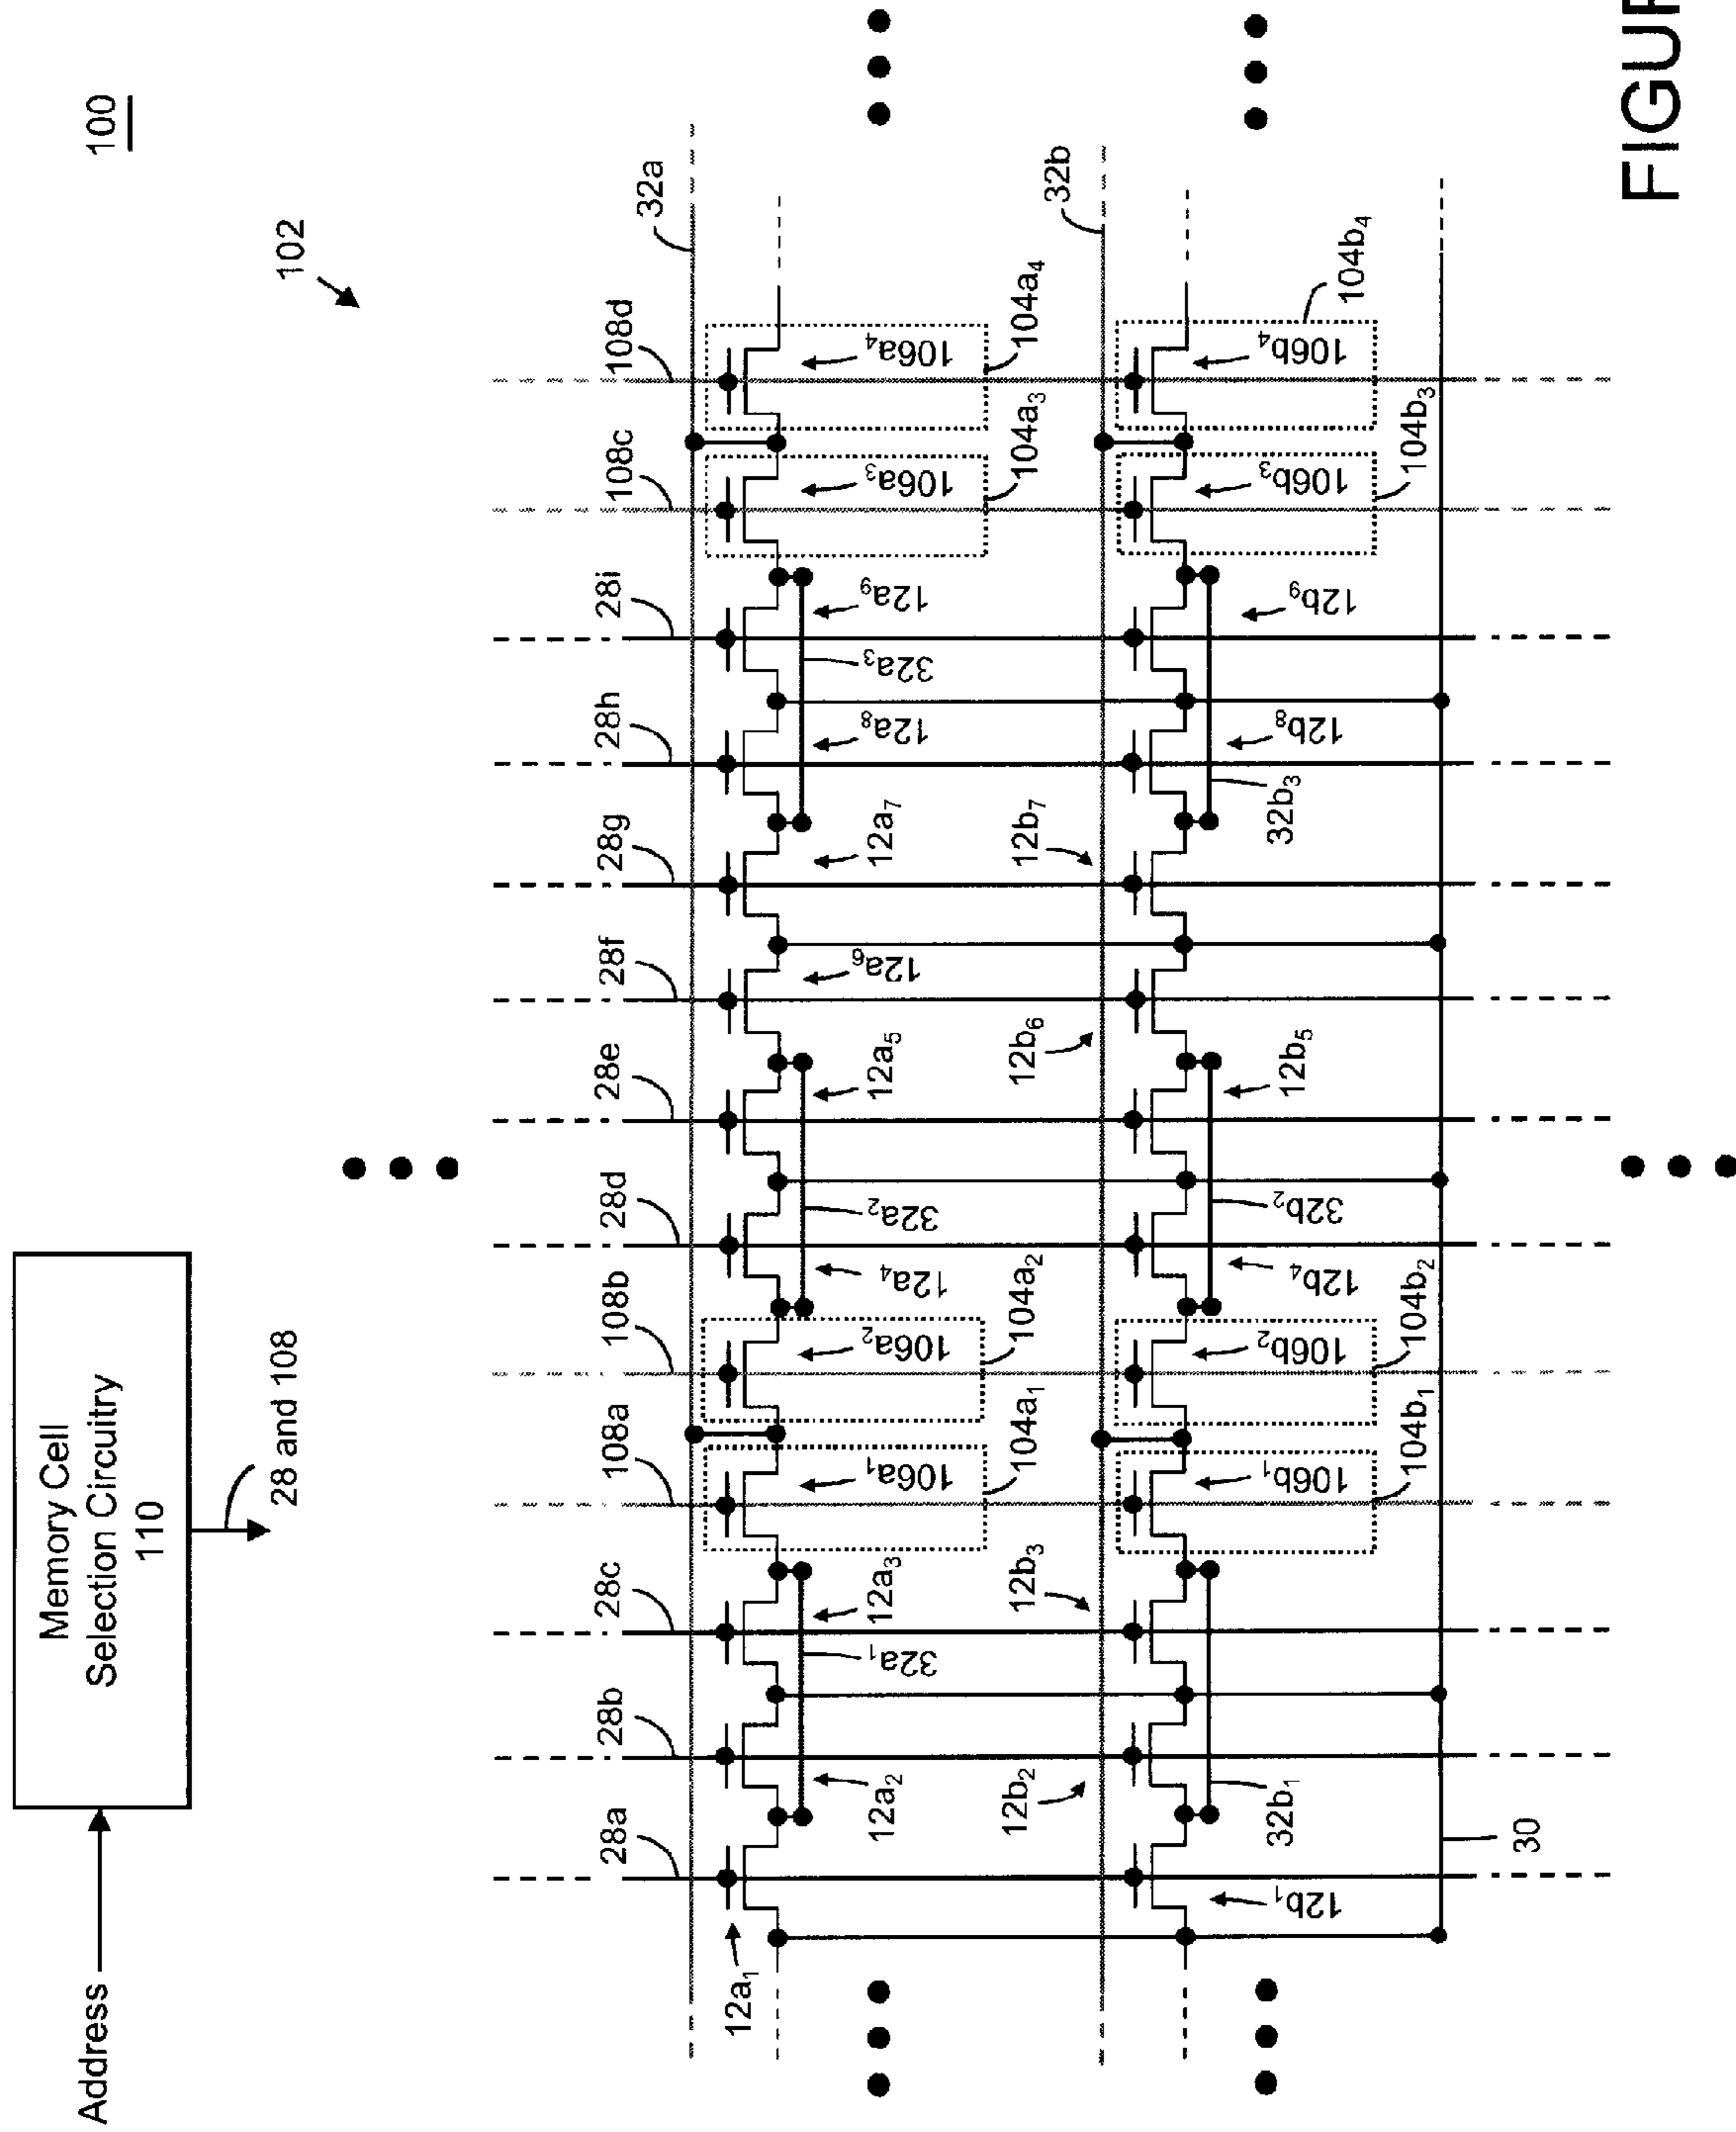 100
102
Memory Cell
Selection Circuitry
110
Address
28 and 108
28a
28b
28c
108a
108b
28d
28e
28f
28g
28h
28i
108c
108d
32a
12a₁
12a₂
32a₁
12a₃
106a₁
104a₁
106a₂
104a₂
12a₄
32a₂
12a₅
12a₆
12a₇
12a₈
32a₃
12a₉
106a₃
104a₃
106a₄
104a₄
32b
12b₁
12b₂
32b₁
12b₃
106b₁
104b₁
106b₂
104b₂
12b₄
32b₂
12b₅
12b₆
12b₇
32b₃
12b₈
12b₉
106b₃
104b₃
106b₄
104b₄
30